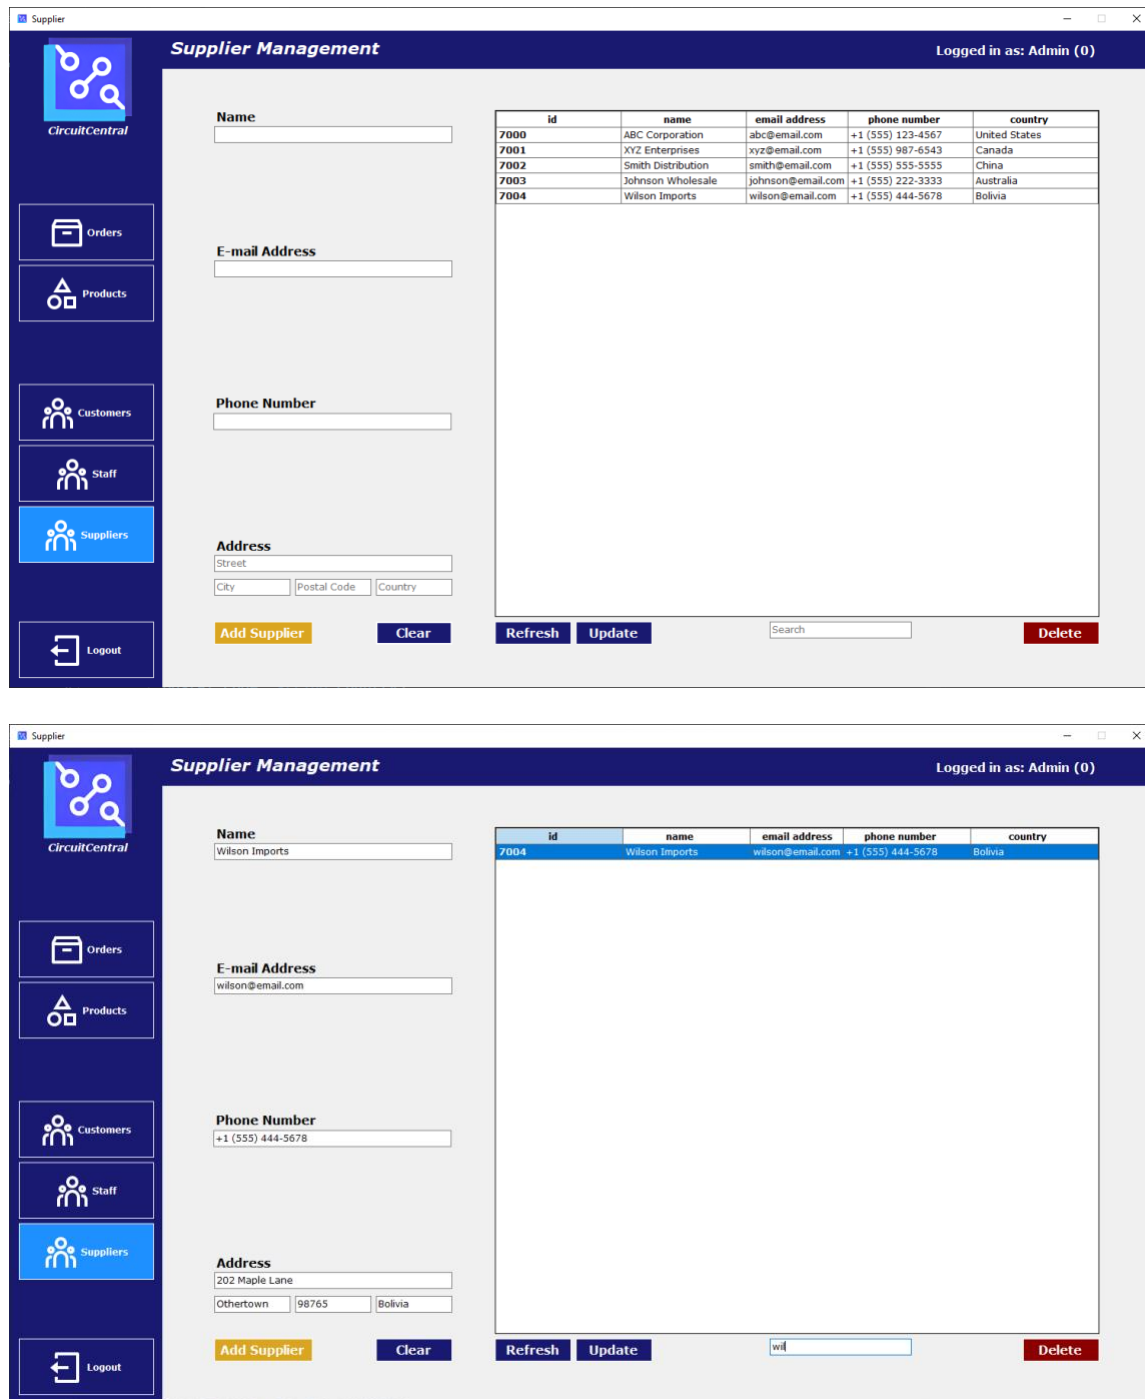 Supplier
Supplier Management
Logged in as: Admin (0)
CircuitCentral
Orders
Products
Customers
Staff
Suppliers
Logout
Name
E-mail Address
Phone Number
Address
Street
City Postal Code Country
Add Supplier Clear
id name email address phone number country
7000 ABC Corporation abc@email.com +1 (555) 123-4567 United States
7001 XYZ Enterprises xyz@email.com +1 (555) 987-6543 Canada
7002 Smith Distribution smith@email.com +1 (555) 555-5555 China
7003 Johnson Wholesale johnson@email.com +1 (555) 222-3333 Australia
7004 Wilson Imports wilson@email.com +1 (555) 444-5678 Bolivia
Refresh Update Search Delete
Supplier
Supplier Management
Logged in as: Admin (0)
CircuitCentral
Orders
Products
Customers
Staff
Suppliers
Logout
Name
Wilson Imports
E-mail Address
wilson@email.com
Phone Number
+1 (555) 444-5678
Address
202 Maple Lane
Othertown 98765 Bolivia
Add Supplier Clear
id name email address phone number country
7004 Wilson Imports wilson@email.com +1 (555) 444-5678 Bolivia
Refresh Update wil Delete